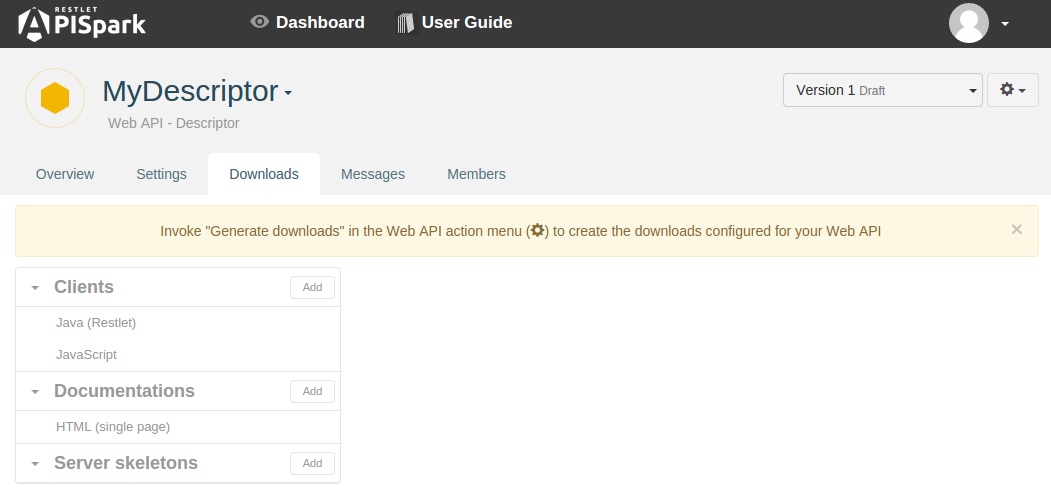 RESTLET
APISpark
Dashboard
User Guide
MyDescriptor
Web API - Descriptor
Version 1 Draft
Overview
Settings
Downloads
Messages
Members
Invoke "Generate downloads" in the Web API action menu () to create the downloads configured for your Web API
×
Clients
Add
Java (Restlet)
JavaScript
Documentations
Add
HTML (single page)
Server skeletons
Add